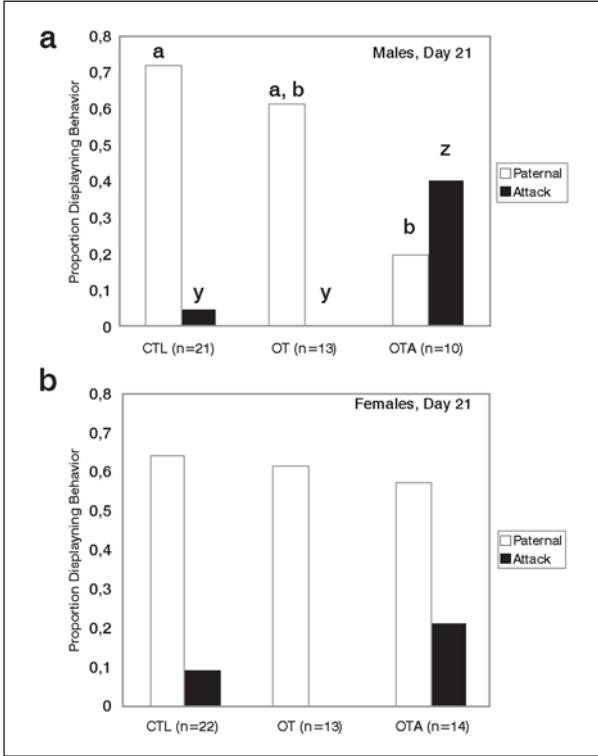 a
Males, Day 21
Proportion Displayning Behavior
0,8
0,7
0,6
0,5
0,4
0,3
0,2
0,1
0
a
y
a, b
y
b
z
CTL (n=21)
OT (n=13)
OTA (n=10)
Paternal
Attack
b
Females, Day 21
Proportion Displayning Behavior
0,8
0,7
0,6
0,5
0,4
0,3
0,2
0,1
0
CTL (n=22)
OT (n=13)
OTA (n=14)
Paternal
Attack